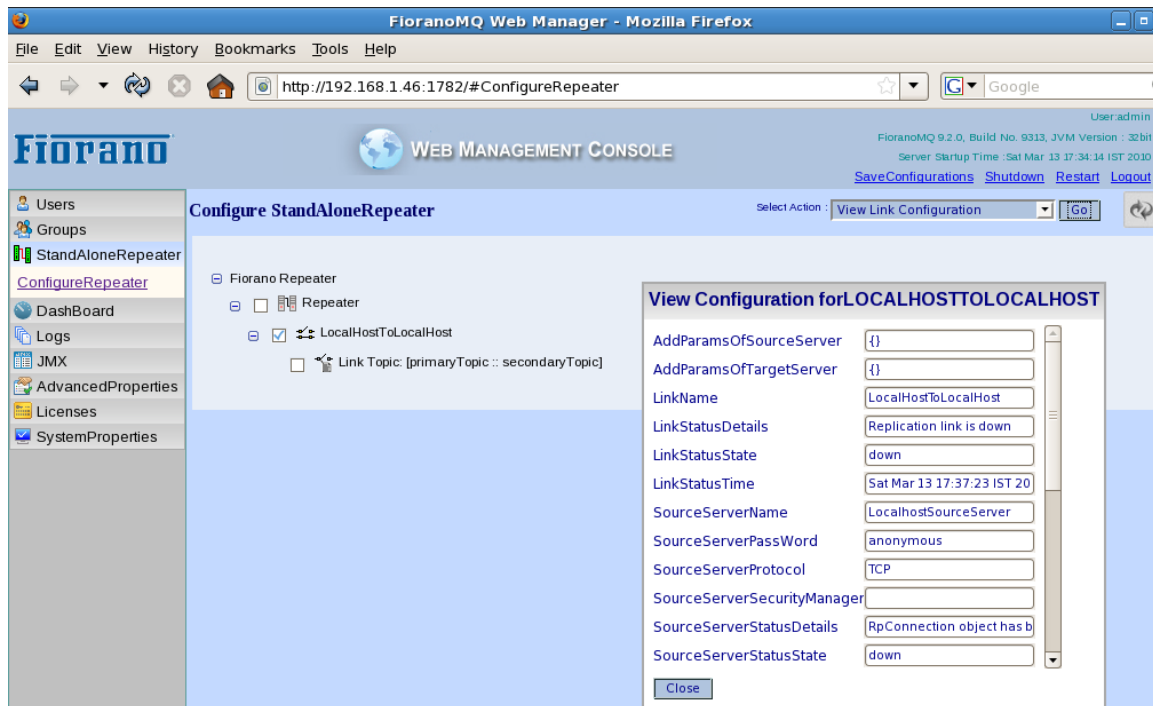 FioranoMQ Web Manager - Mozilla Firefox
File Edit View History Bookmarks Tools Help
http://192.168.1.46:1782/#ConfigureRepeater
G Google
User:admin
Fiorano
WEB MANAGEMENT CONSOLE
FioranoMQ 9.2.0, Build No. 9313, JVM Version : 32bit
Server Startup Time :Sat Mar 13 17:34:14 IST 2010
SaveConfigurations Shutdown Restart Logout
Users
Groups
StandAloneRepeater
ConfigureRepeater
DashBoard
Logs
JMX
AdvancedProperties
Licenses
SystemProperties
Configure StandAloneRepeater
Select Action : View Link Configuration Go
Fiorano Repeater
Repeater
LocalHostToLocalHost
Link Topic: [primaryTopic :: secondaryTopic]
View Configuration forLOCALHOSTTOLOCALHOST
AddParamsOfSourceServer {}
AddParamsOfTargetServer {}
LinkName LocalHostToLocalHost
LinkStatusDetails Replication link is down
LinkStatusState down
LinkStatusTime Sat Mar 13 17:37:23 IST 20
SourceServerName LocalhostSourceServer
SourceServerPassWord anonymous
SourceServerProtocol TCP
SourceServerSecurityManager
SourceServerStatusDetails RpConnection object has b
SourceServerStatusState down
Close